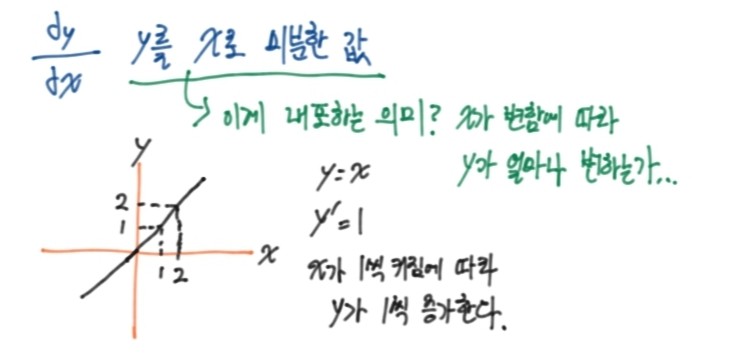 dy/dx y를 x로 미분한 값
이게 내포하는 의미? x가 변함에 따라
y가 얼마나 변하는가...
y
2
1
1 2
x
y=x
y'=1
x가 1씩 커짐에 따라
y가 1씩 증가한다.